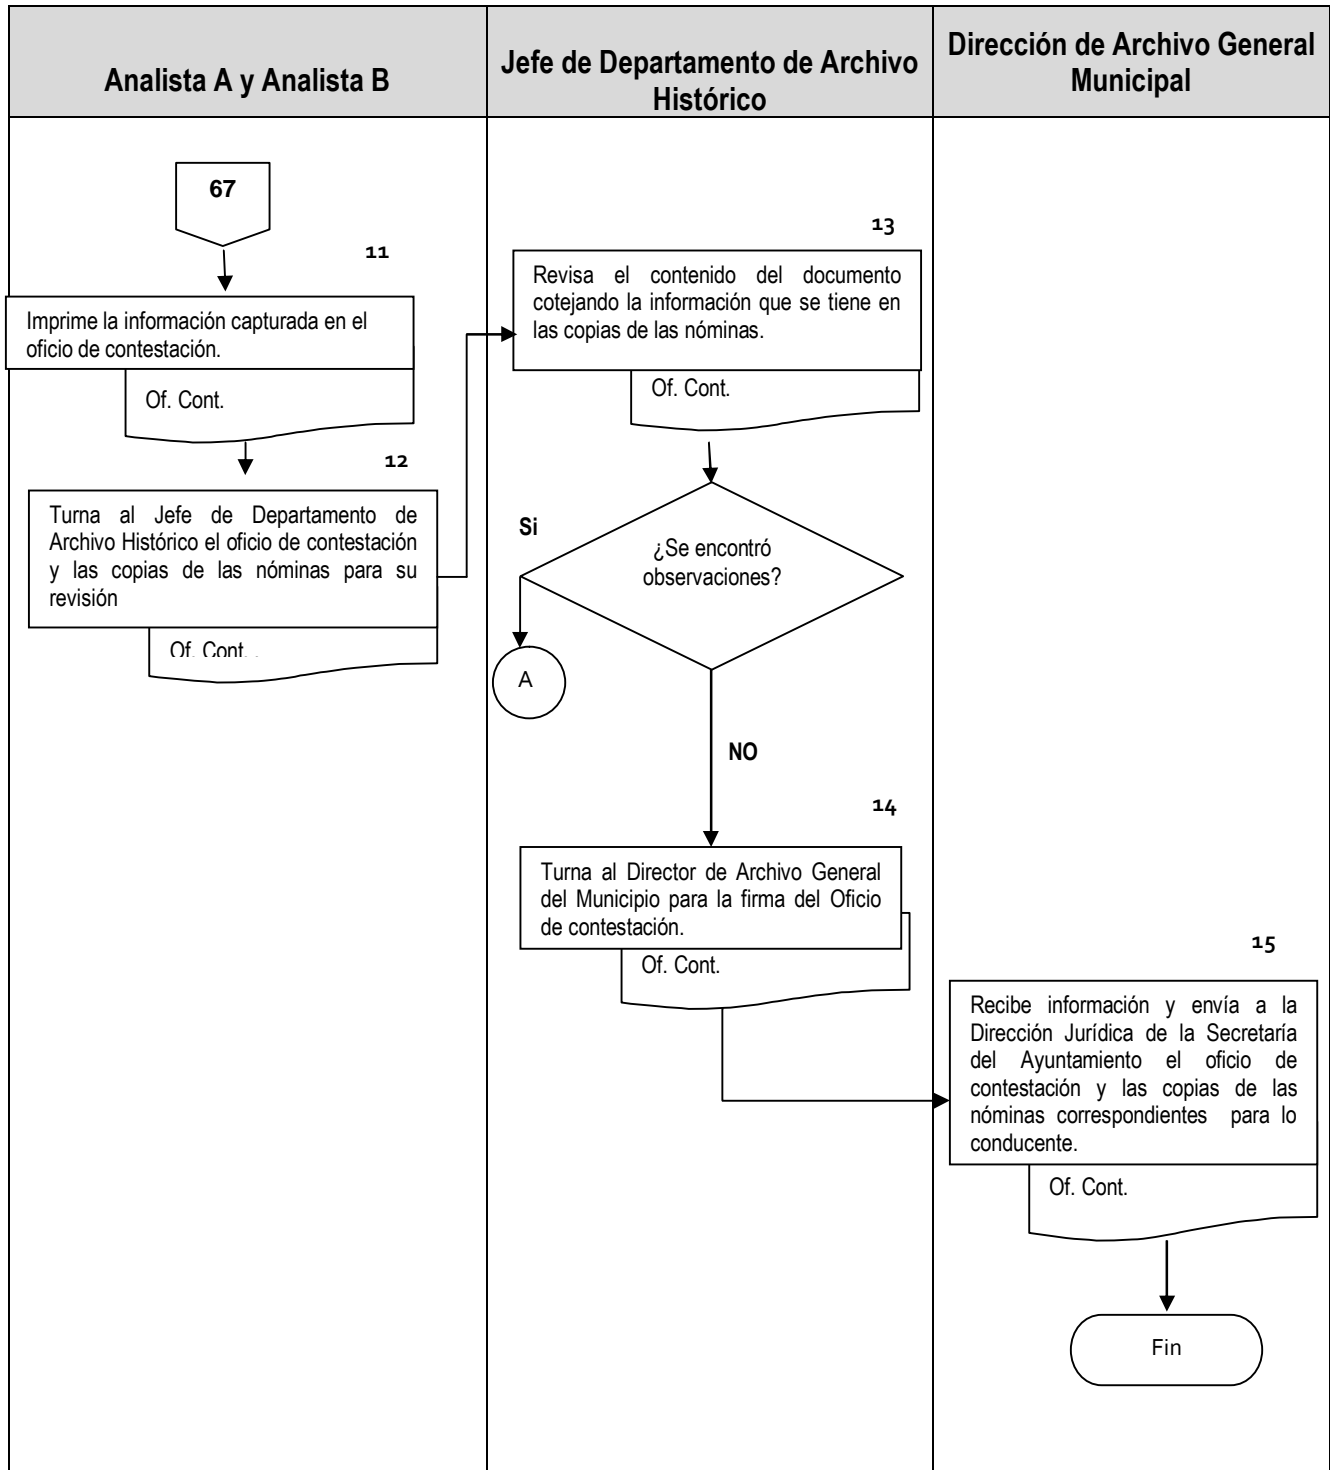 Analista A y Analista B
Jefe de Departamento de Archivo
Histórico
Dirección de Archivo General
Municipal
67
11
Imprime la información capturada en el
oficio de contestación.
Of. Cont.
12
Turna al Jefe de Departamento de
Archivo Histórico el oficio de contestación
y las copias de las nóminas para su
revisión
Of. Cont. .
13
Revisa el contenido del documento
cotejando la información que se tiene en
las copias de las nóminas.
Of. Cont.
Si
¿Se encontró
observaciones?
A
NO
14
Turna al Director de Archivo General
del Municipio para la firma del Oficio
de contestación.
Of. Cont.
15
Recibe información y envía a la
Dirección Jurídica de la Secretaría
del Ayuntamiento el oficio de
contestación y las copias de las
nóminas correspondientes para lo
conducente.
Of. Cont.
Fin